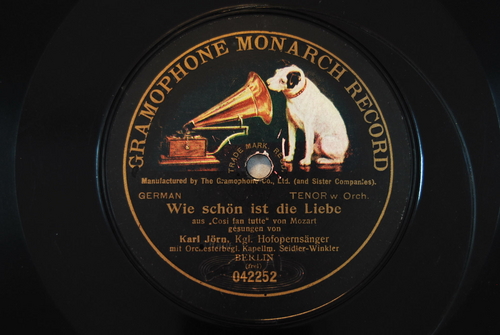 GRAMOPHONE MONARCH RECORD
TRADE MARK.
Manufactured by The Gramophone Co., Ltd. (and Sister Companies).
GERMAN TENOR w Orch.
Wie schön ist die Liebe
aus „Cosi fan tutte" von Mozart
gesungen von
Karl Jörn, Kgl. Hofopernsänger
mit Orchesterbegl. Kapellm. Seidler-Winkler
BERLIN
042252